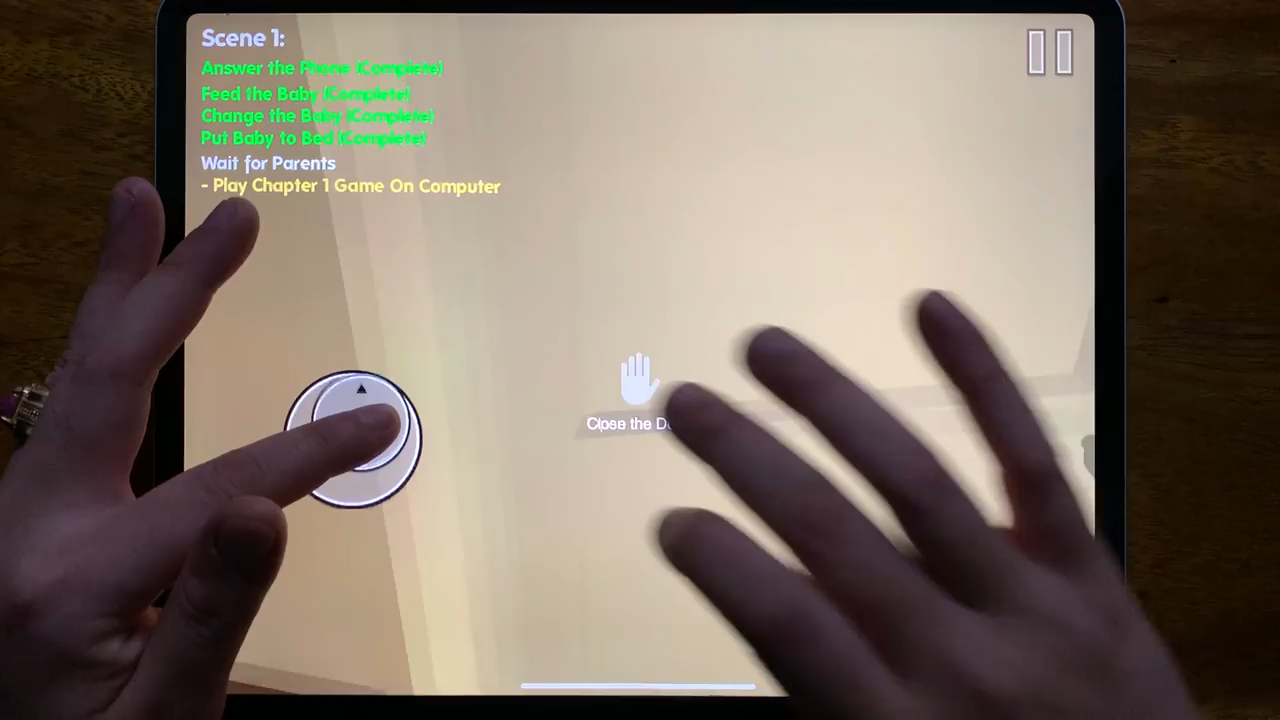 Scene 1:
Answer the Phone (Complete)
Feed the Baby (Complete)
Change the Baby (Complete)
Put Baby to Bed (Complete)
Wait for Parents
- Play Chapter 1 Game On Computer
Close the